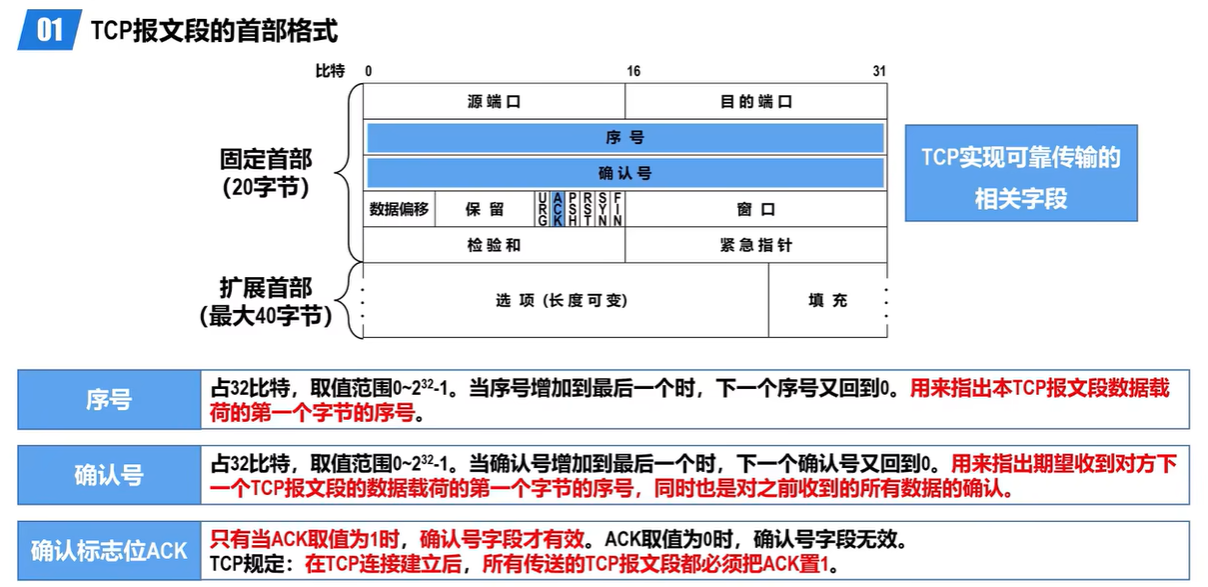 01 TCP报文段的首部格式
比特 0 16 31
源端口 目的端口
序号
确认号
数据偏移 保留 URG ACK PSH RST SYN FIN 窗口
检验和 紧急指针
选项 (长度可变) 填充
固定首部
(20字节)
扩展首部
(最大40字节)
TCP实现可靠传输的
相关字段
序号
占32比特，取值范围0~2³²-1。当序号增加到最后一个时，下一个序号又回到0。用来指出本TCP报文段数据载
荷的第一个字节的序号。
确认号
占32比特，取值范围0~2³²-1。当确认号增加到最后一个时，下一个确认号又回到0。用来指出期望收到对方下
一个TCP报文段的数据载荷的第一个字节的序号，同时也是对之前收到的所有数据的确认。
确认标志位ACK
只有当ACK取值为1时，确认号字段才有效。ACK取值为0时，确认号字段无效。
TCP规定：在TCP连接建立后，所有传送的TCP报文段都必须把ACK置1。